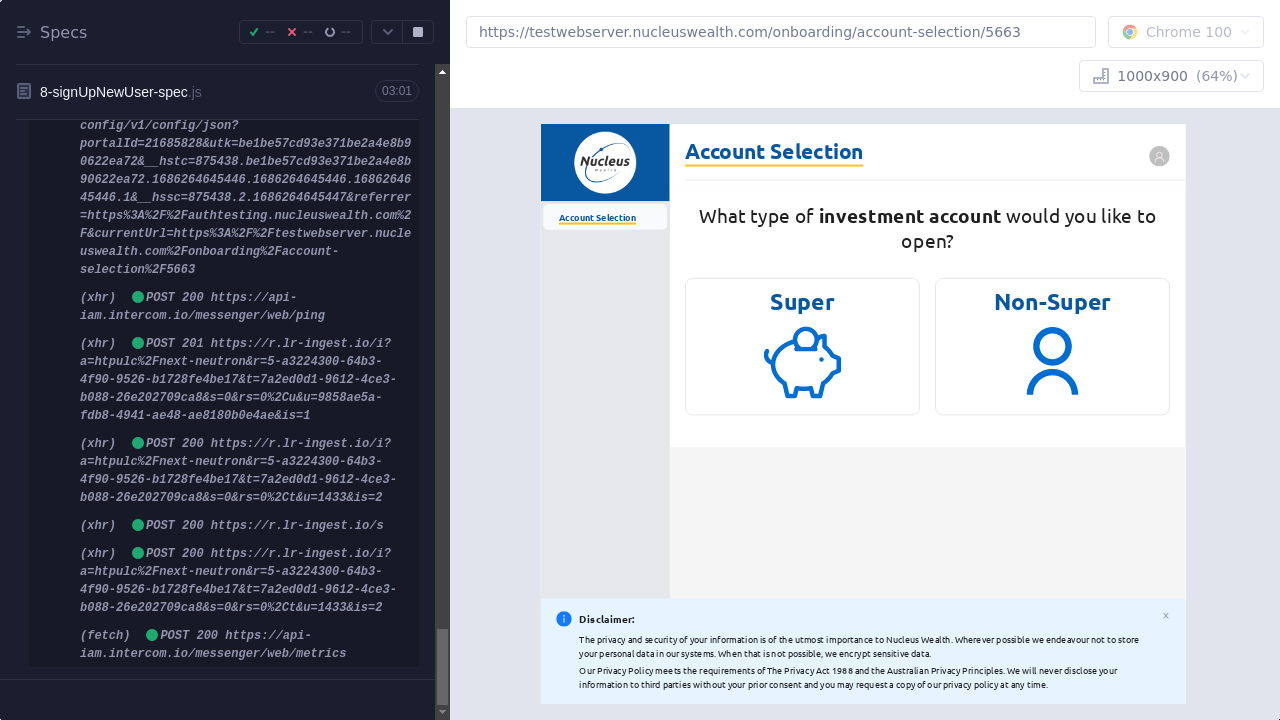 Specs
-- -- --
8-signUpNewUser-spec.js 03:01
config/v1/config/json?
portalId=21685828&utk=be1be57cd93e371be2a4e8b9
0622ea72&__hstc=875438.be1be57cd93e371be2a4e8b
90622ea72.1686264645446.1686264645446.16862646
45446.1&__hssc=875438.2.1686264645447&referrer
=https%3A%2F%2Fauthtesting.nucleuswealth.com%2
F&currentUrl=https%3A%2F%2Ftestwebserver.nucle
uswealth.com%2Fonboarding%2Faccount-
selection%2F5663
(xhr) POST 200 https://api-
iam.intercom.io/messenger/web/ping
(xhr) POST 201 https://r.lr-ingest.io/i?
a=htpulc%2Fnext-neutron&r=5-a3224300-64b3-
4f90-9526-b1728fe4be17&t=7a2ed0d1-9612-4ce3-
b088-26e202709ca8&s=0&rs=0%2Cu&u=9858ae5a-
fdb8-4941-ae48-ae8180b0e4ae&is=1
(xhr) POST 200 https://r.lr-ingest.io/i?
a=htpulc%2Fnext-neutron&r=5-a3224300-64b3-
4f90-9526-b1728fe4be17&t=7a2ed0d1-9612-4ce3-
b088-26e202709ca8&s=0&rs=0%2Ct&u=1433&is=2
(xhr) POST 200 https://r.lr-ingest.io/s
(xhr) POST 200 https://r.lr-ingest.io/i?
a=htpulc%2Fnext-neutron&r=5-a3224300-64b3-
4f90-9526-b1728fe4be17&t=7a2ed0d1-9612-4ce3-
b088-26e202709ca8&s=0&rs=0%2Ct&u=1433&is=2
(fetch) POST 200 https://api-
iam.intercom.io/messenger/web/metrics
https://testwebserver.nucleuswealth.com/onboarding/account-selection/5663
Chrome 100
1000x900 (64%)
Nucleus
Wealth
Account Selection
Account Selection
What type of investment account would you like to
open?
Super
Non-Super
Disclaimer:
The privacy and security of your information is of the utmost importance to Nucleus Wealth. Wherever possible we endeavour not to store
your personal data in our systems. When that is not possible, we encrypt sensitive data.
Our Privacy Policy meets the requirements of The Privacy Act 1988 and the Australian Privacy Principles. We will never disclose your
information to third parties without your prior consent and you may request a copy of our privacy policy at any time.